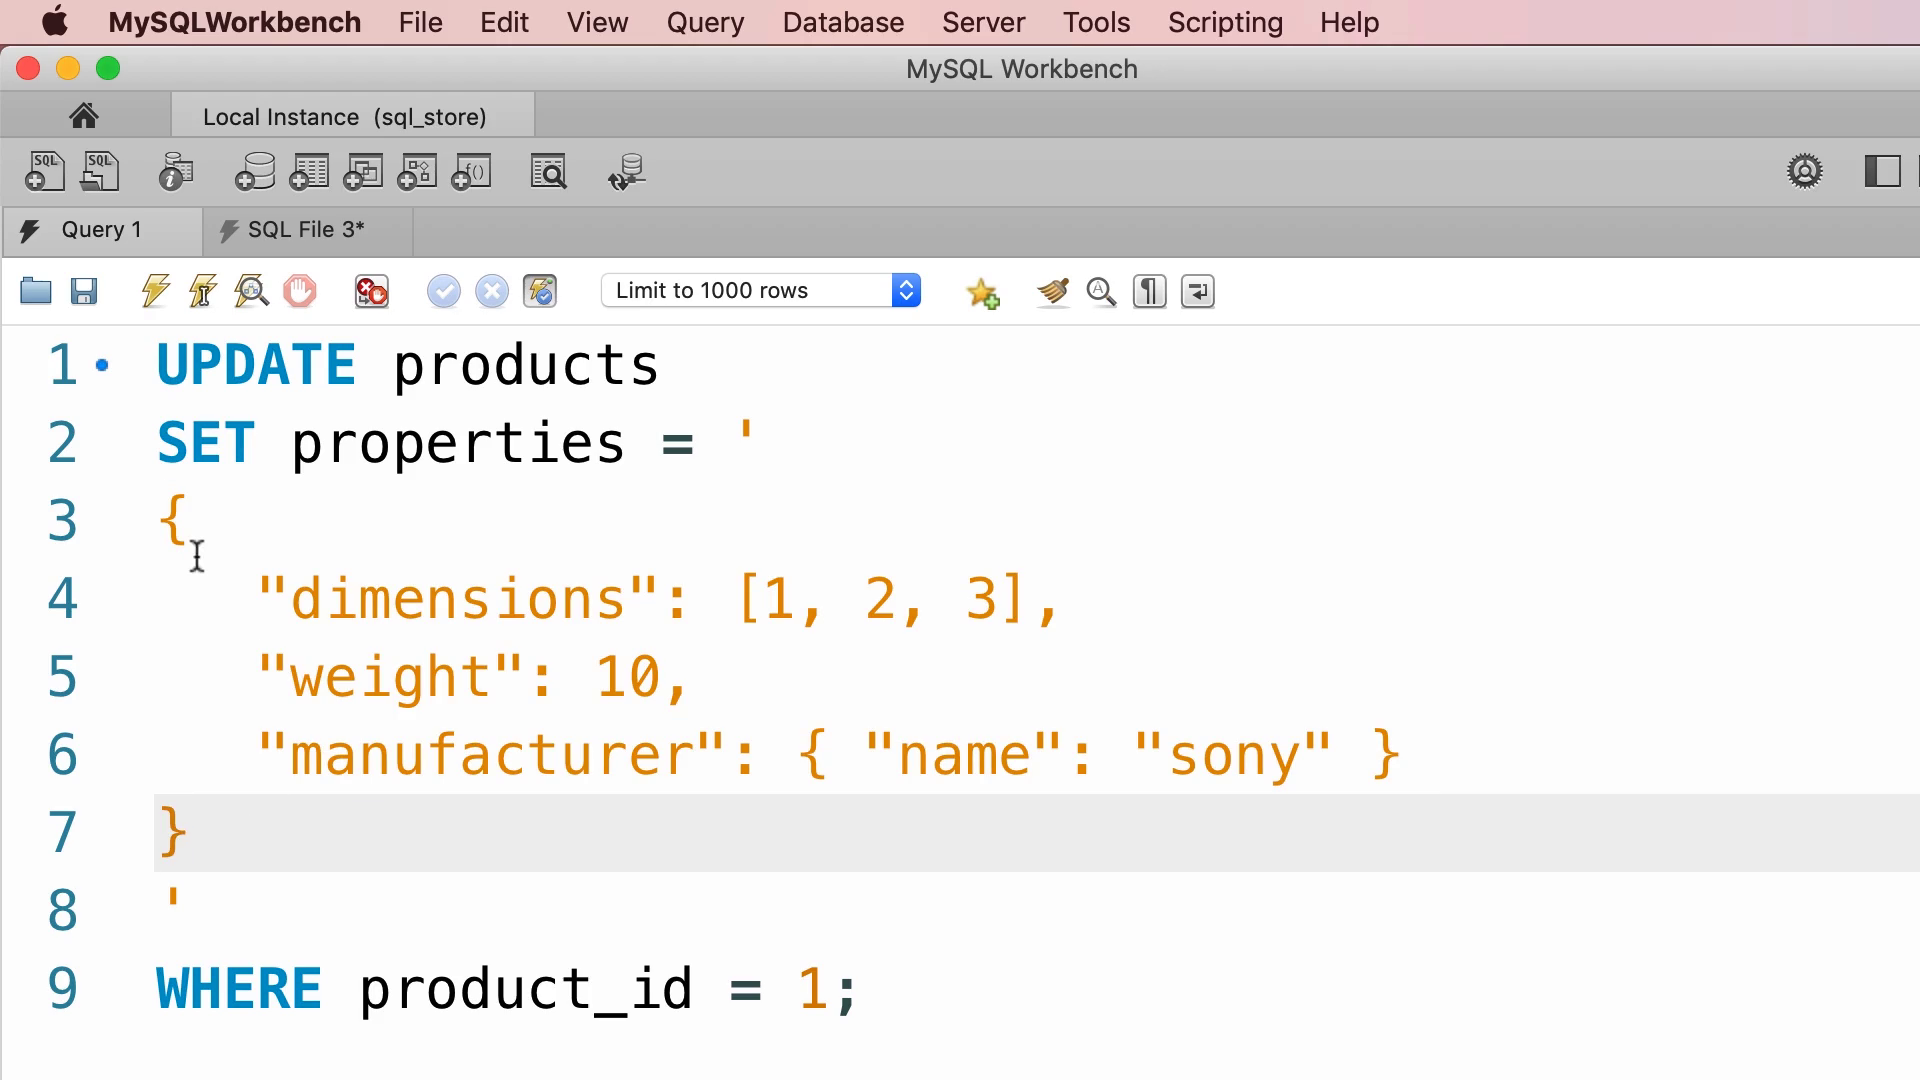 MySQLWorkbench File Edit View Query Database Server Tools Scripting Help
MySQL Workbench
Local Instance (sql_store)
SQL SQL f()
Query 1 SQL File 3*
Limit to 1000 rows
1 UPDATE products
2 SET properties = '
3 {
4 "dimensions": [1, 2, 3],
5 "weight": 10,
6 "manufacturer": { "name": "sony" }
7 }
8 '
9 WHERE product_id = 1;